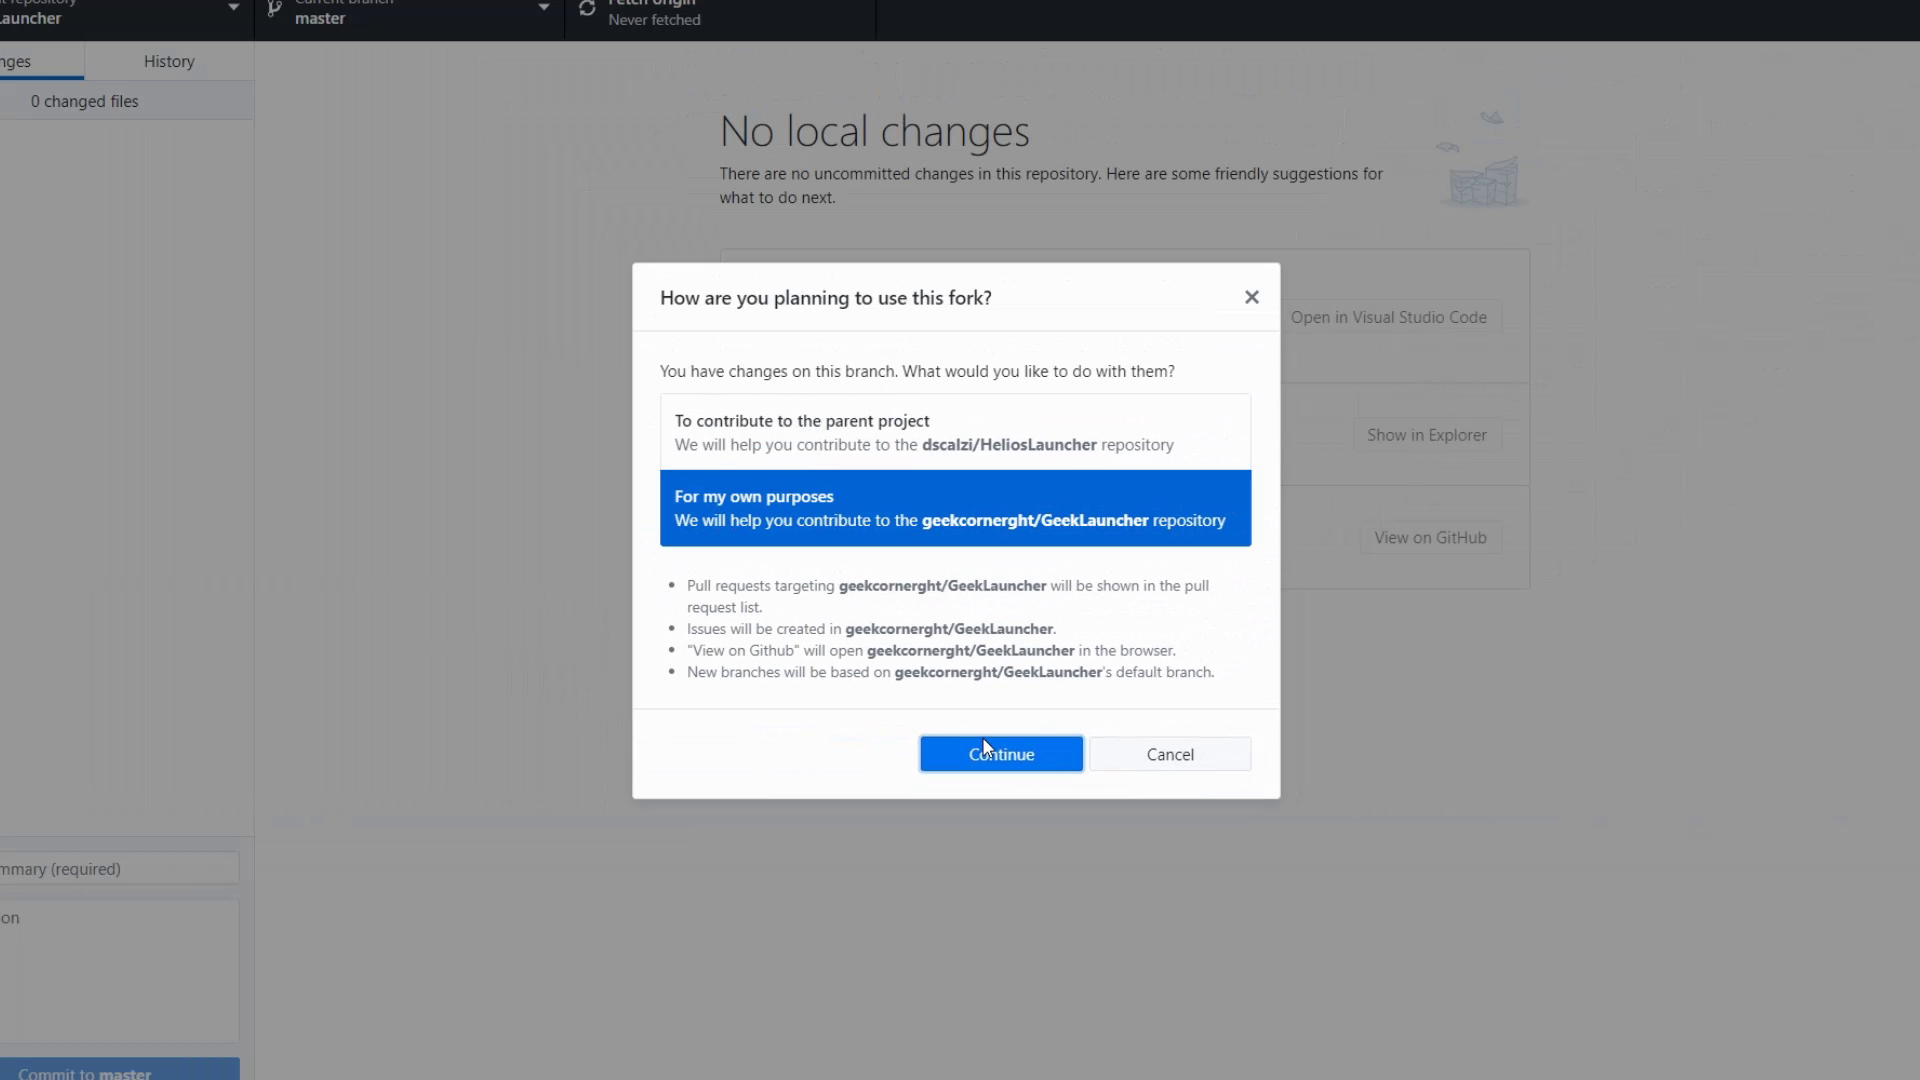 repository
Launcher
Current branch
master
Fetch origin
Never fetched
nges
History
0 changed files
No local changes
There are no uncommitted changes in this repository. Here are some friendly suggestions for
what to do next.
How are you planning to use this fork?
Open in Visual Studio Code
You have changes on this branch. What would you like to do with them?
To contribute to the parent project
We will help you contribute to the dscalzi/HeliosLauncher repository
Show in Explorer
For my own purposes
We will help you contribute to the geekcornerght/GeekLauncher repository
View on GitHub
• Pull requests targeting geekcornerght/GeekLauncher will be shown in the pull
request list.
• Issues will be created in geekcornerght/GeekLauncher.
• "View on Github" will open geekcornerght/GeekLauncher in the browser.
• New branches will be based on geekcornerght/GeekLauncher's default branch.
Continue
Cancel
mmary (required)
on
Commit to master